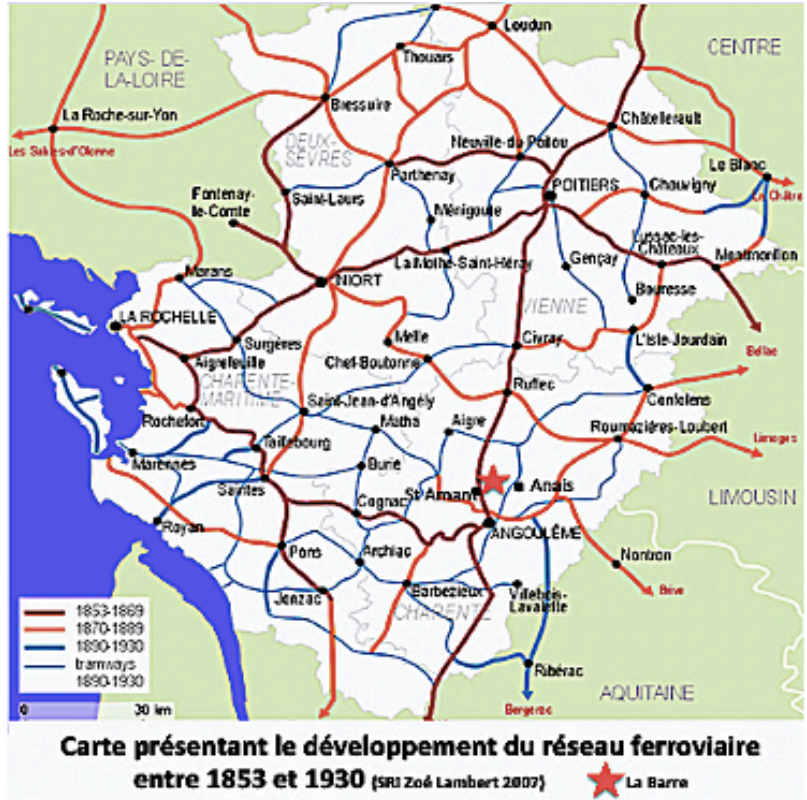 Loudun
CENTRE
PAYS- DE-
LA-LOIRE
Thouars
Bressuire
La Roche-sur-Yon
Châtellerault
Les Sables-d'Olonne
DEUX-
SÈVRES
Neuville-du Poitou
Parthenay
Le Blanc
POITIERS
Chauvigny
La Châtre
Fontenay-
le-Comte
Saint-Laurs
Ménigoute
Lussac-les-
Châteaux
La Mothe-Saint-Héray
Gençay
Montmorillon
Marans
NIORT
Bouresse
VIENNE
LA ROCHELLE
Surgères
Melle
Civray
L'Isle-Jourdain
Aigrefeuille
Chef-Boutonne
Bellac
CHARENTE-
MARITIME
Ruffec
Saint-Jean-d'Angély
Confolens
Rochefort
Matha
Aigre
Roumazières-Loubert
Taillebourg
Limoges
Marennes
Burie
Saintes
St Amant
Anais
Cognac
LIMOUSIN
Royan
ANGOULÊME
Pons
Archiac
Nontron
Jonzac
Barbezieux
Villebois-
Lavalette
Brive
CHARENTE
1853-1869
1870-1889
1890-1930
tramways
1890-1930
Ribérac
AQUITAINE
0 30 km
Bergerac
Carte présentant le développement du réseau ferroviaire
entre 1853 et 1930 (SRI Zoé Lambert 2007) La Barre